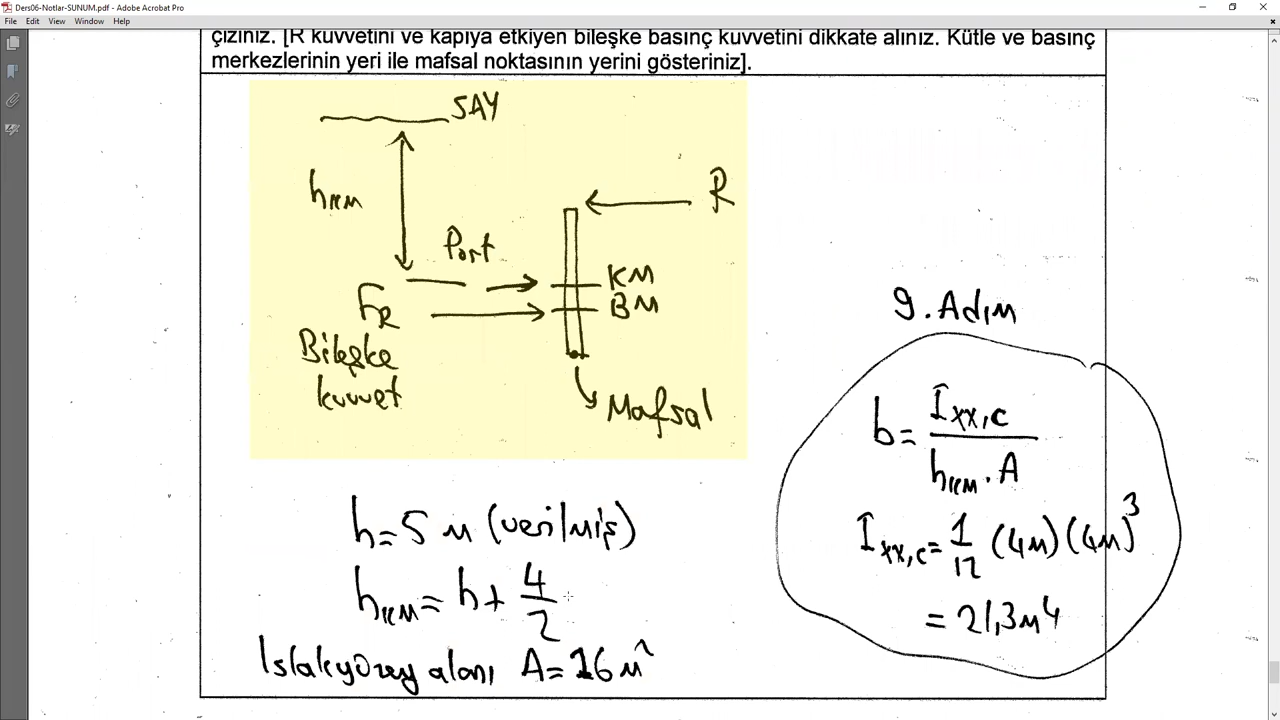 Ders06-Notlar-SUNUM.pdf - Adobe Acrobat Pro
File Edit View Window Help
çiziniz. [R kuvvetini ve kapıya etkiyen bileşke basınç kuvvetini dikkate alınız. Kütle ve basınç
merkezlerinin yeri ile mafsal noktasının yerini gösteriniz].
SAY
hKM
R
Port
KM
FR
BM
Bileşke
kuvvet
Mafsal
h=5 m (verilmiş)
hKM = h + 4/2
Islakyüzey alanı A=16 m²
9. Adım
b = Ixx,c / hKM . A
Ixx,c = 1/12 (4m)(4m)³
= 21,3 m⁴